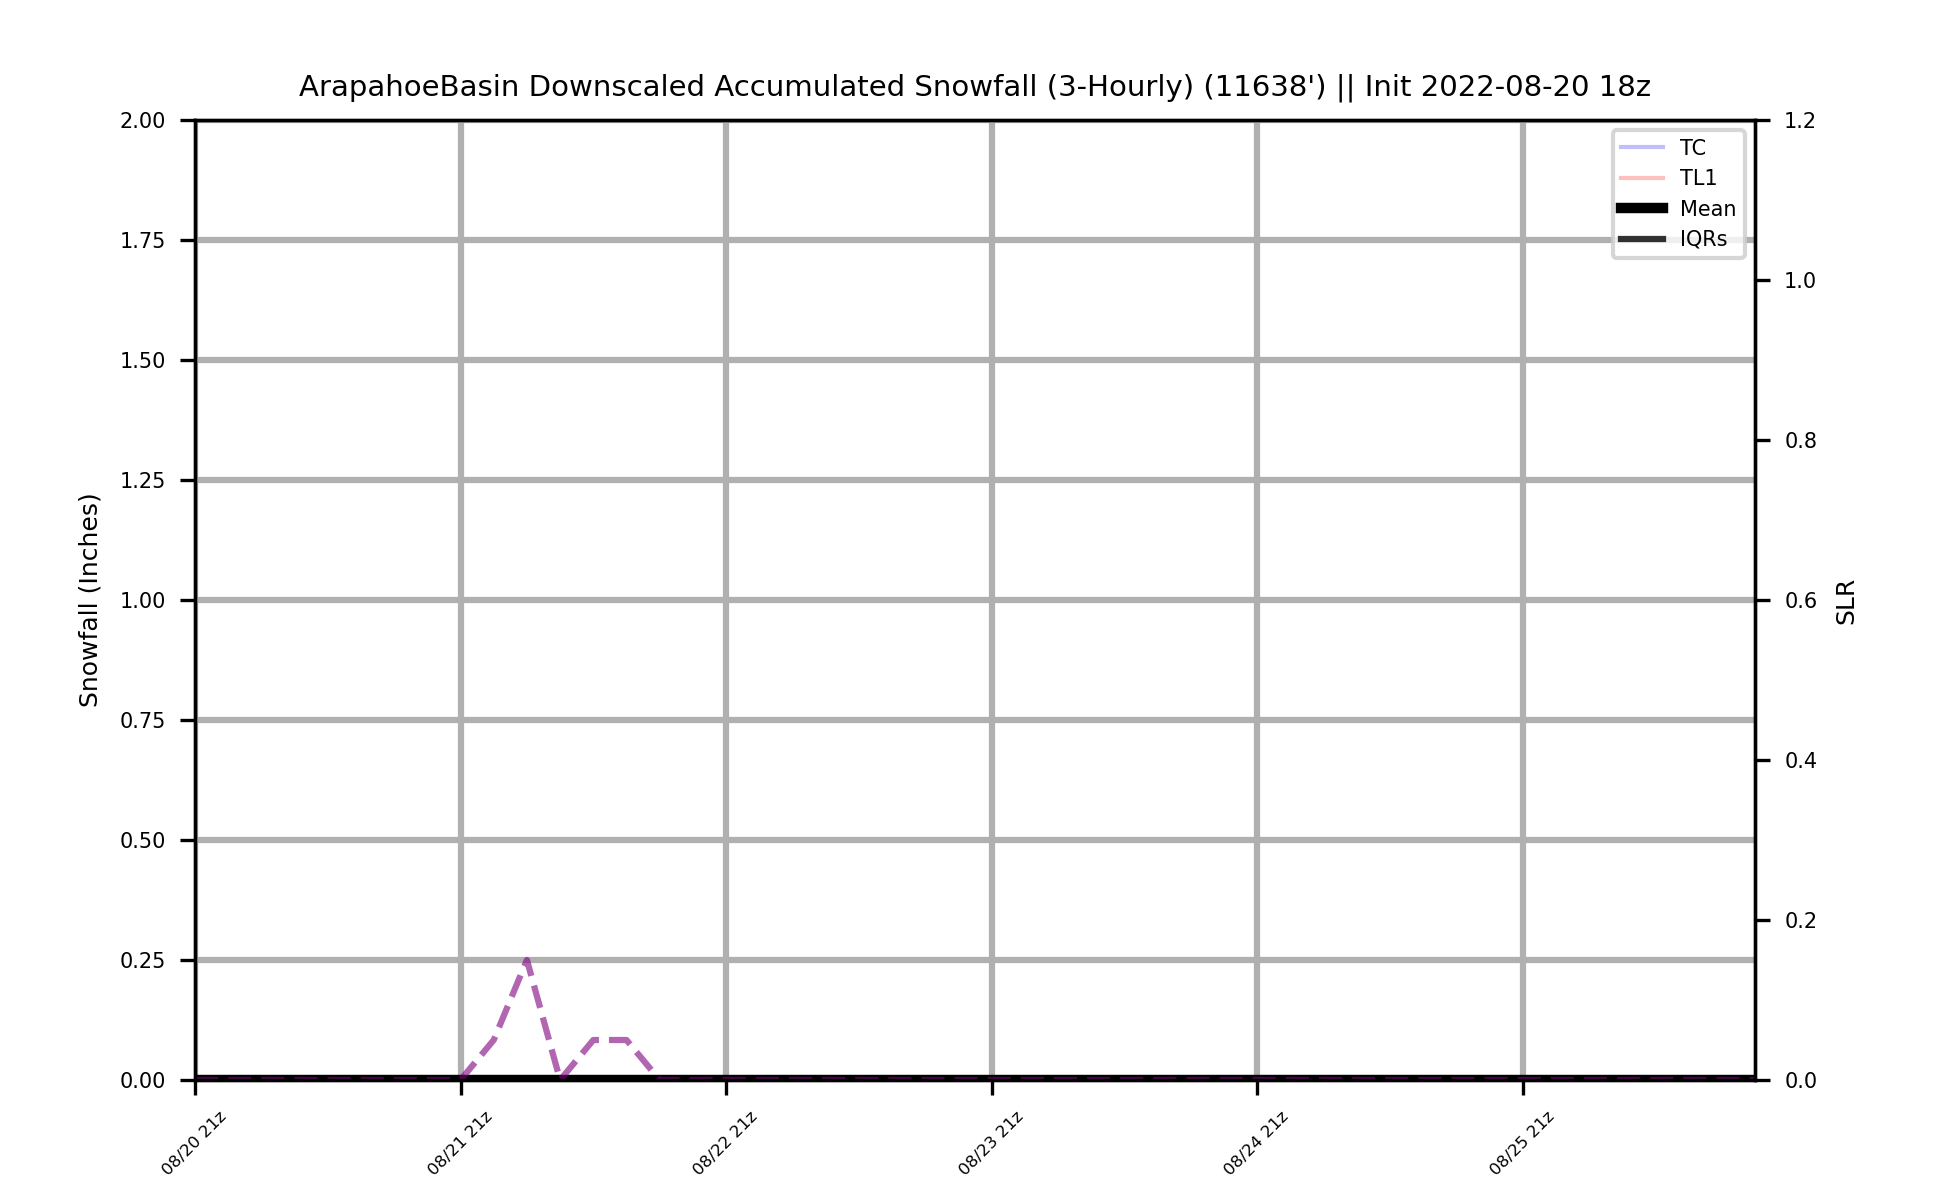 ArapahoeBasin Downscaled Accumulated Snowfall (3-Hourly) (11638') || Init 2022-08-20 18z
2.00
1.75
1.50
1.25
1.00
0.75
0.50
0.25
0.00
Snowfall (Inches)
1.2
1.0
0.8
0.6
0.4
0.2
0.0
SLR
TC
TL1
Mean
IQRs
08/20 21z
08/21 21z
08/22 21z
08/23 21z
08/24 21z
08/25 21z